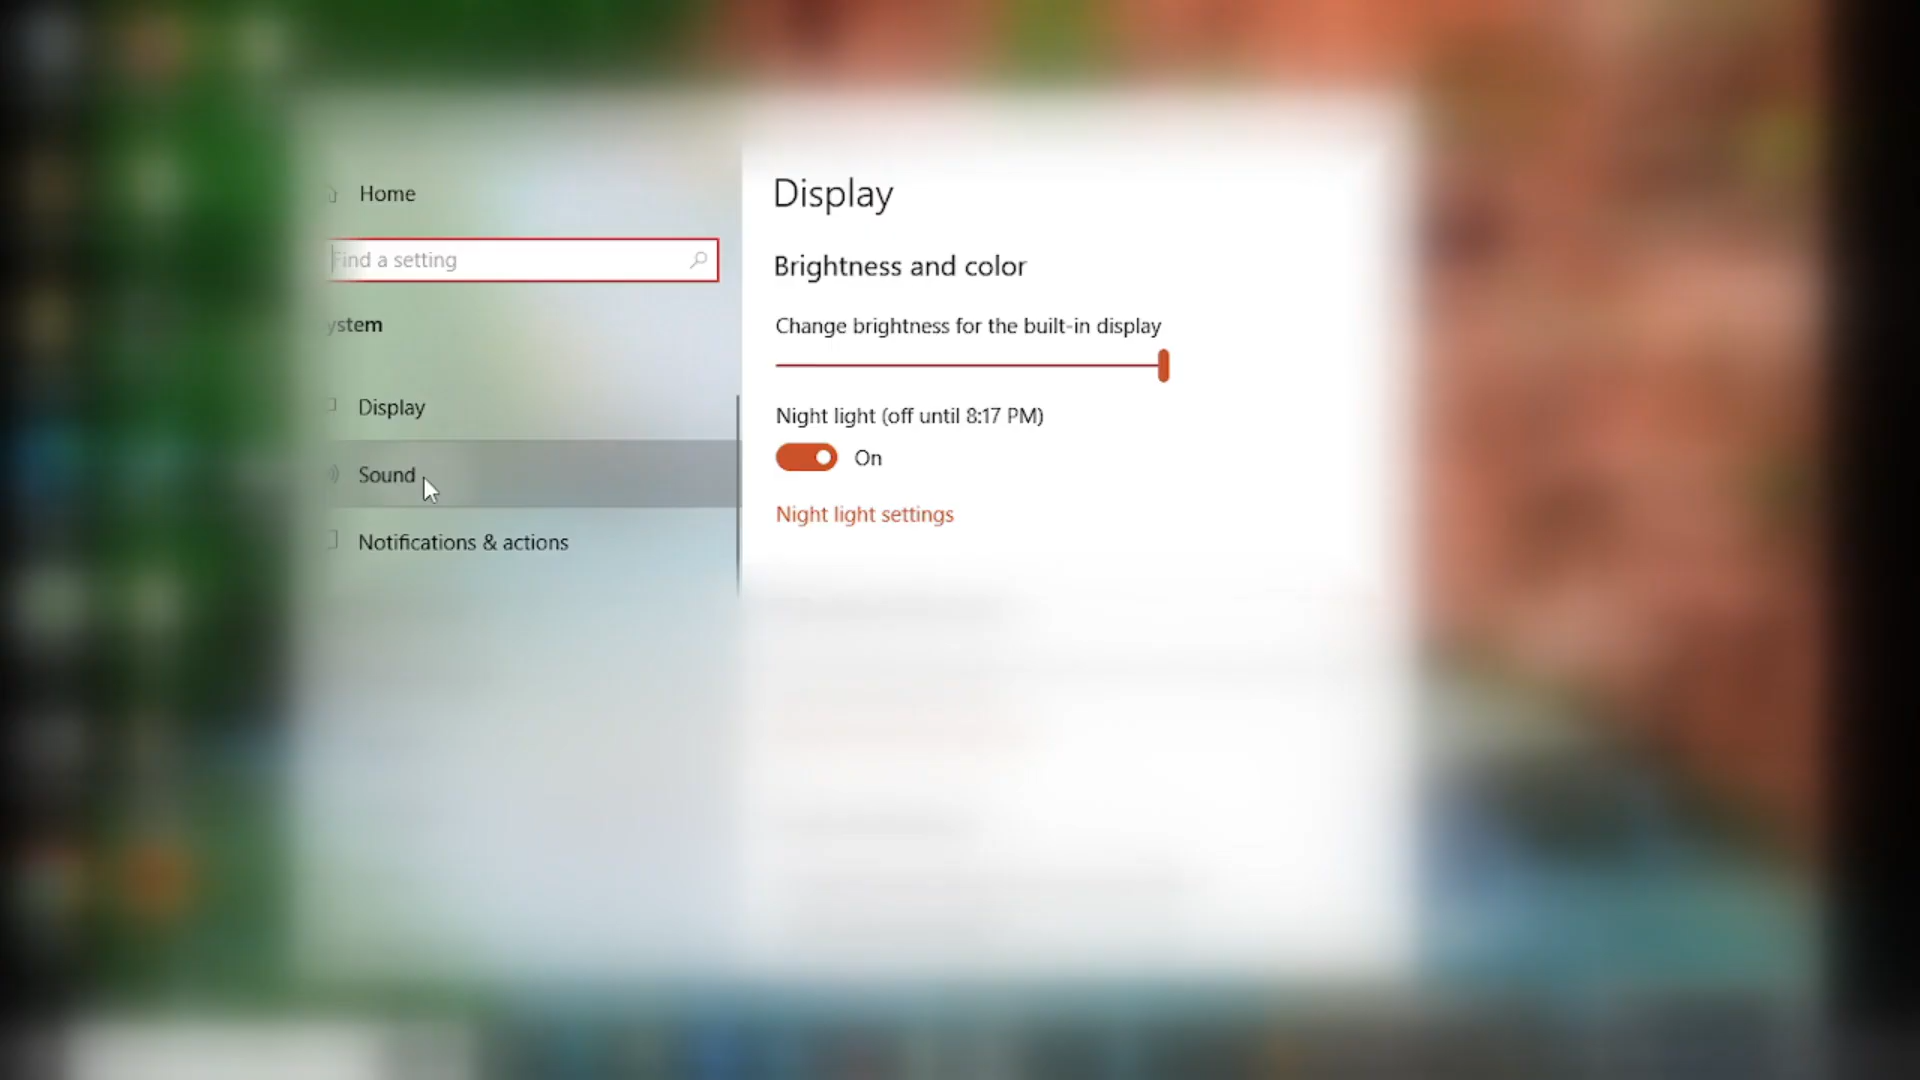 Home
Find a setting
ystem
Display
Sound
Notifications & actions
Display
Brightness and color
Change brightness for the built-in display
Night light (off until 8:17 PM)
On
Night light settings